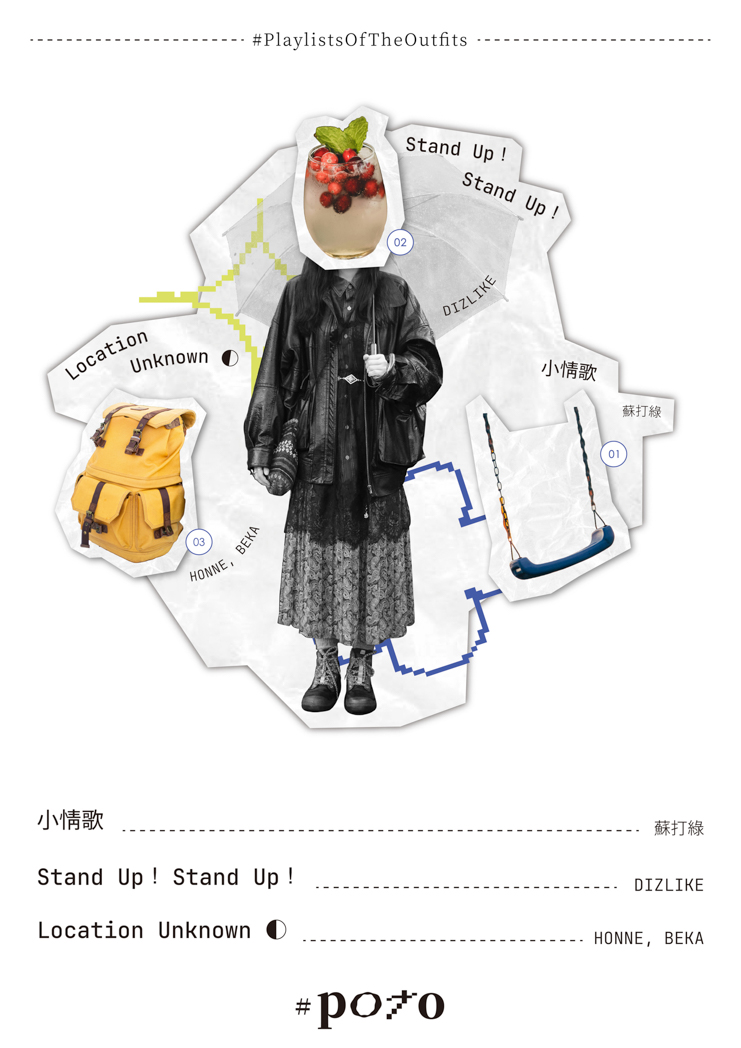 #PlaylistsOfTheOutfits
Stand Up!
Stand Up!
02
DIZLIKE
Location
Unknown ◐
小情歌
蘇打綠
01
03
HONNE, BEKA
小情歌 蘇打綠
Stand Up! Stand Up! DIZLIKE
Location Unknown ◐ HONNE, BEKA
#poto